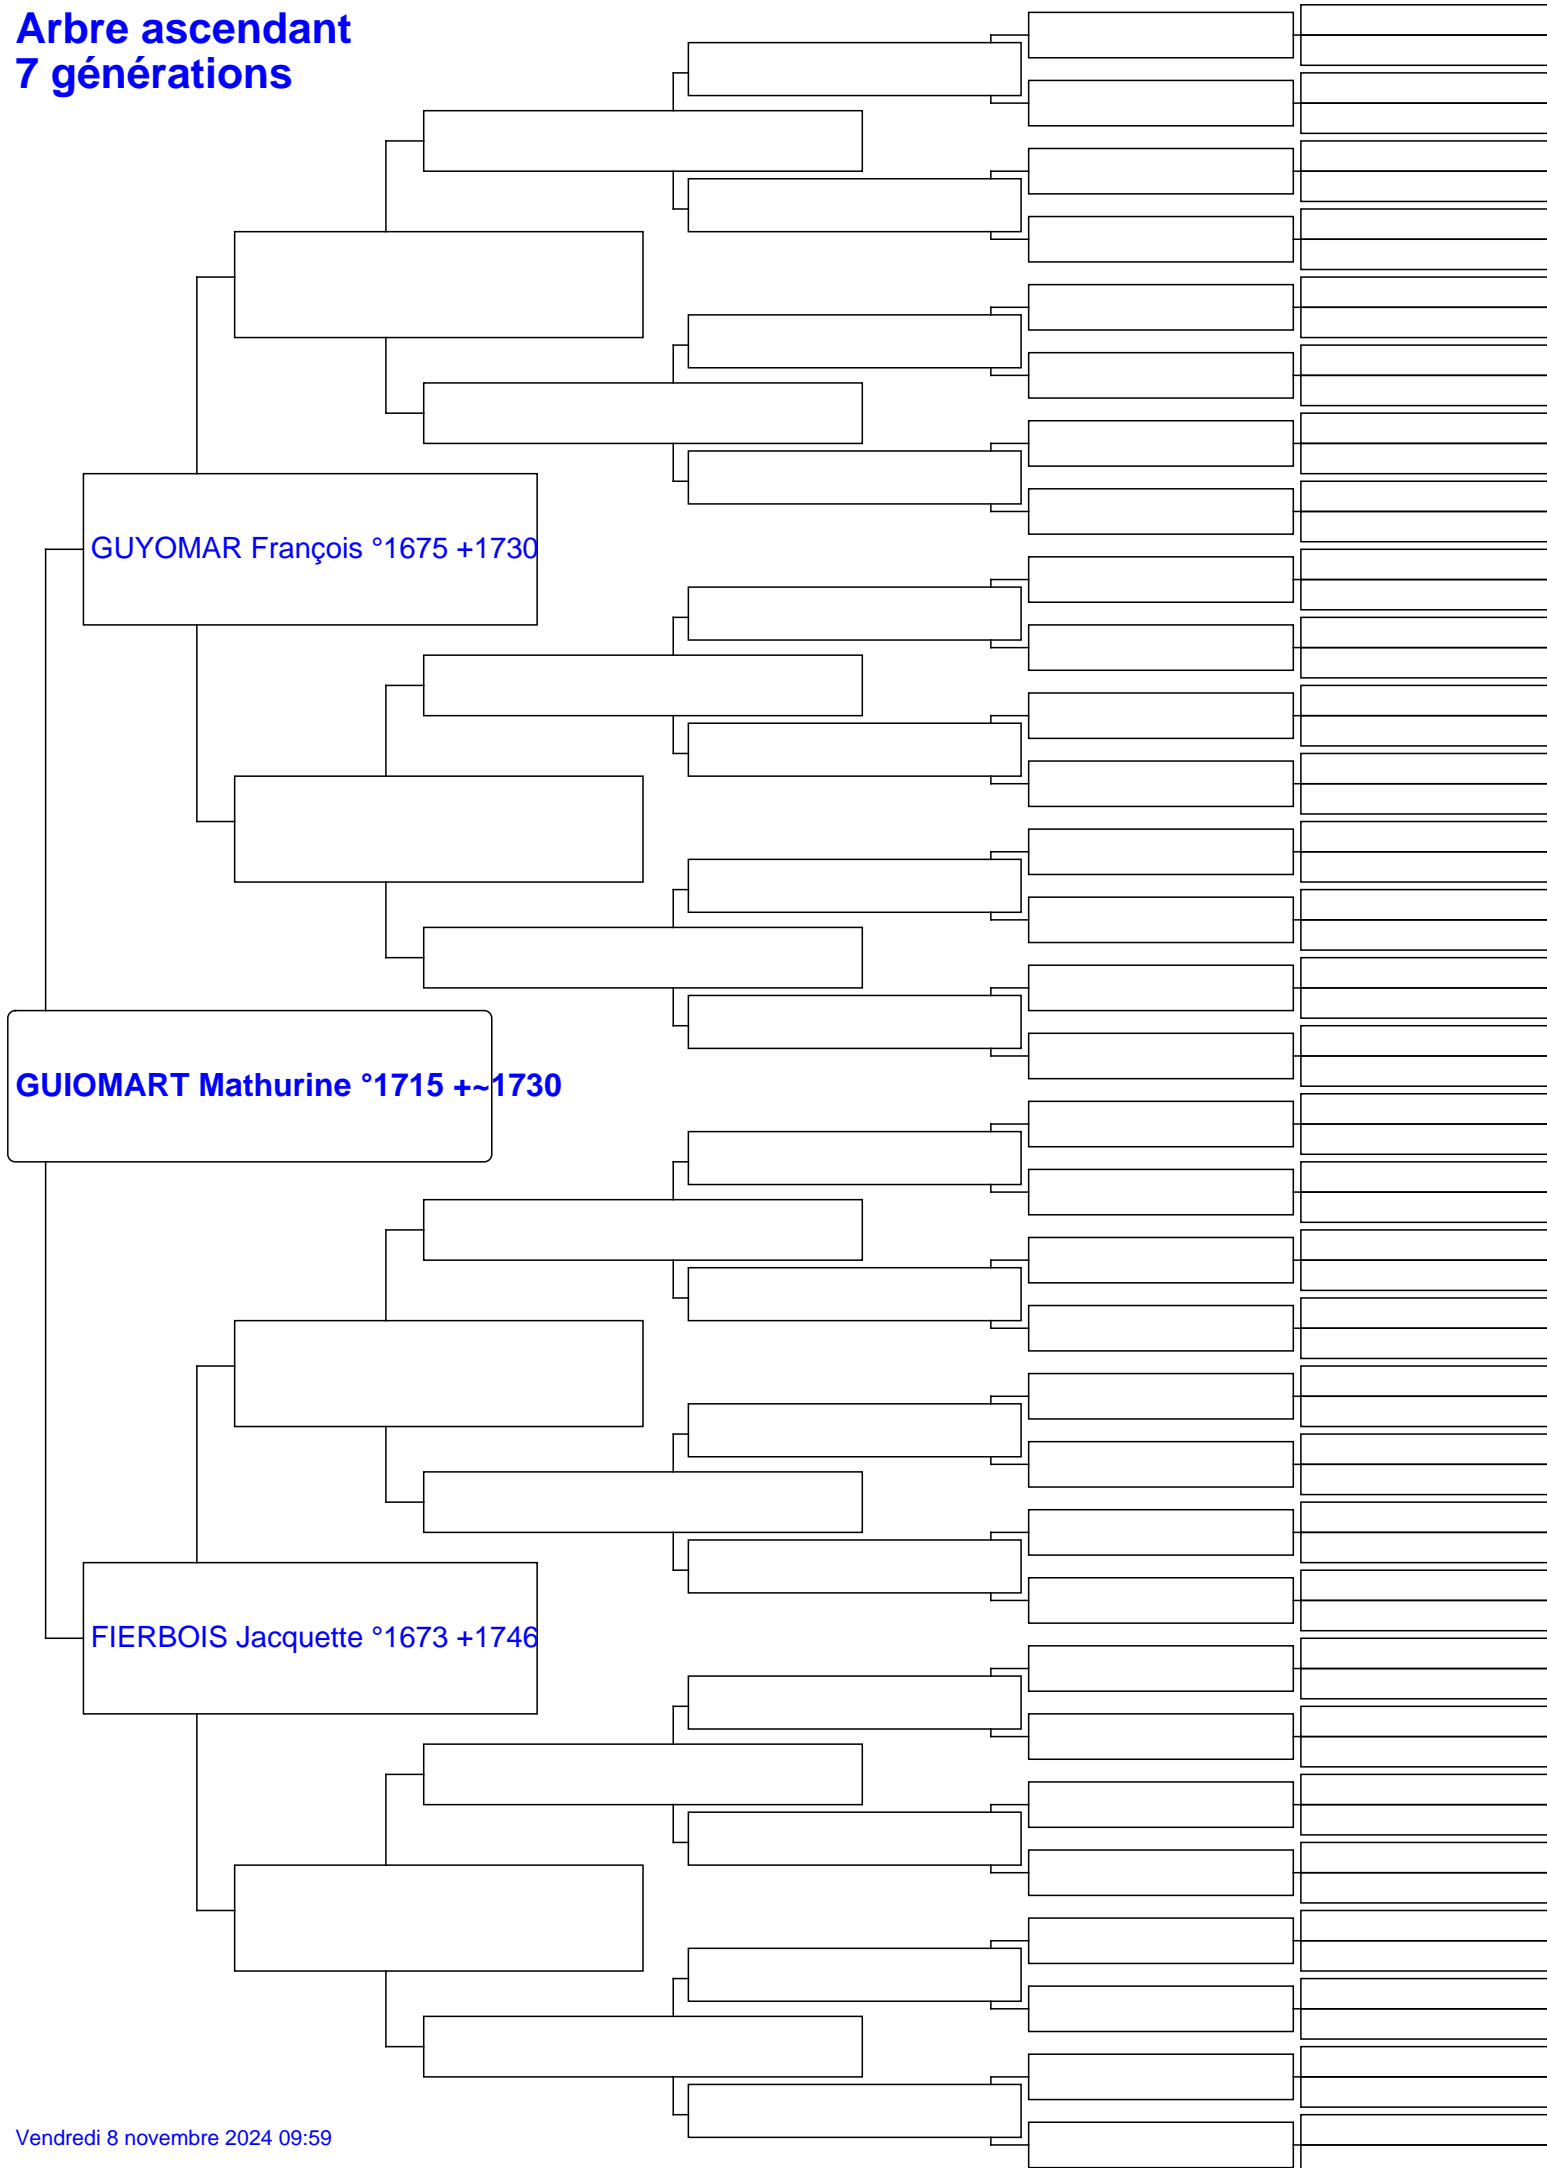 Arbre ascendant
7 générations
GUYOMAR François °1675 +1730
GUIOMART Mathurine °1715 +~1730
FIERBOIS Jacquette °1673 +1746
Vendredi 8 novembre 2024 09:59